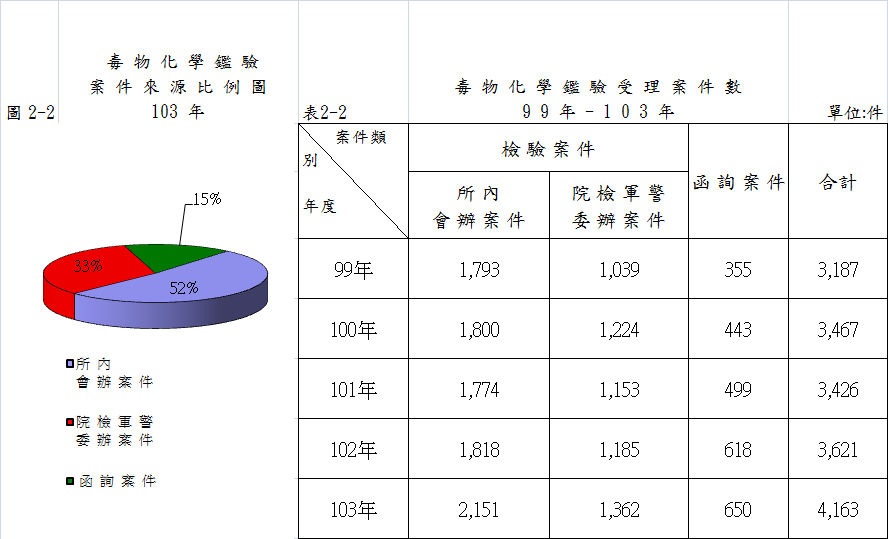 毒物化學鑑驗
案件來源比例圖
圖 2-2
103 年
15%
33%
52%
所內
會辦案件
院檢軍警
委辦案件
函詢案件
毒物化學鑑驗受理案件數
表2-2
99年-103年
單位:件
案件類
別
年度
檢驗案件
函詢案件
合計
所內
會辦案件
院檢軍警
委辦案件
99年 1,793 1,039 355 3,187
100年 1,800 1,224 443 3,467
101年 1,774 1,153 499 3,426
102年 1,818 1,185 618 3,621
103年 2,151 1,362 650 4,163